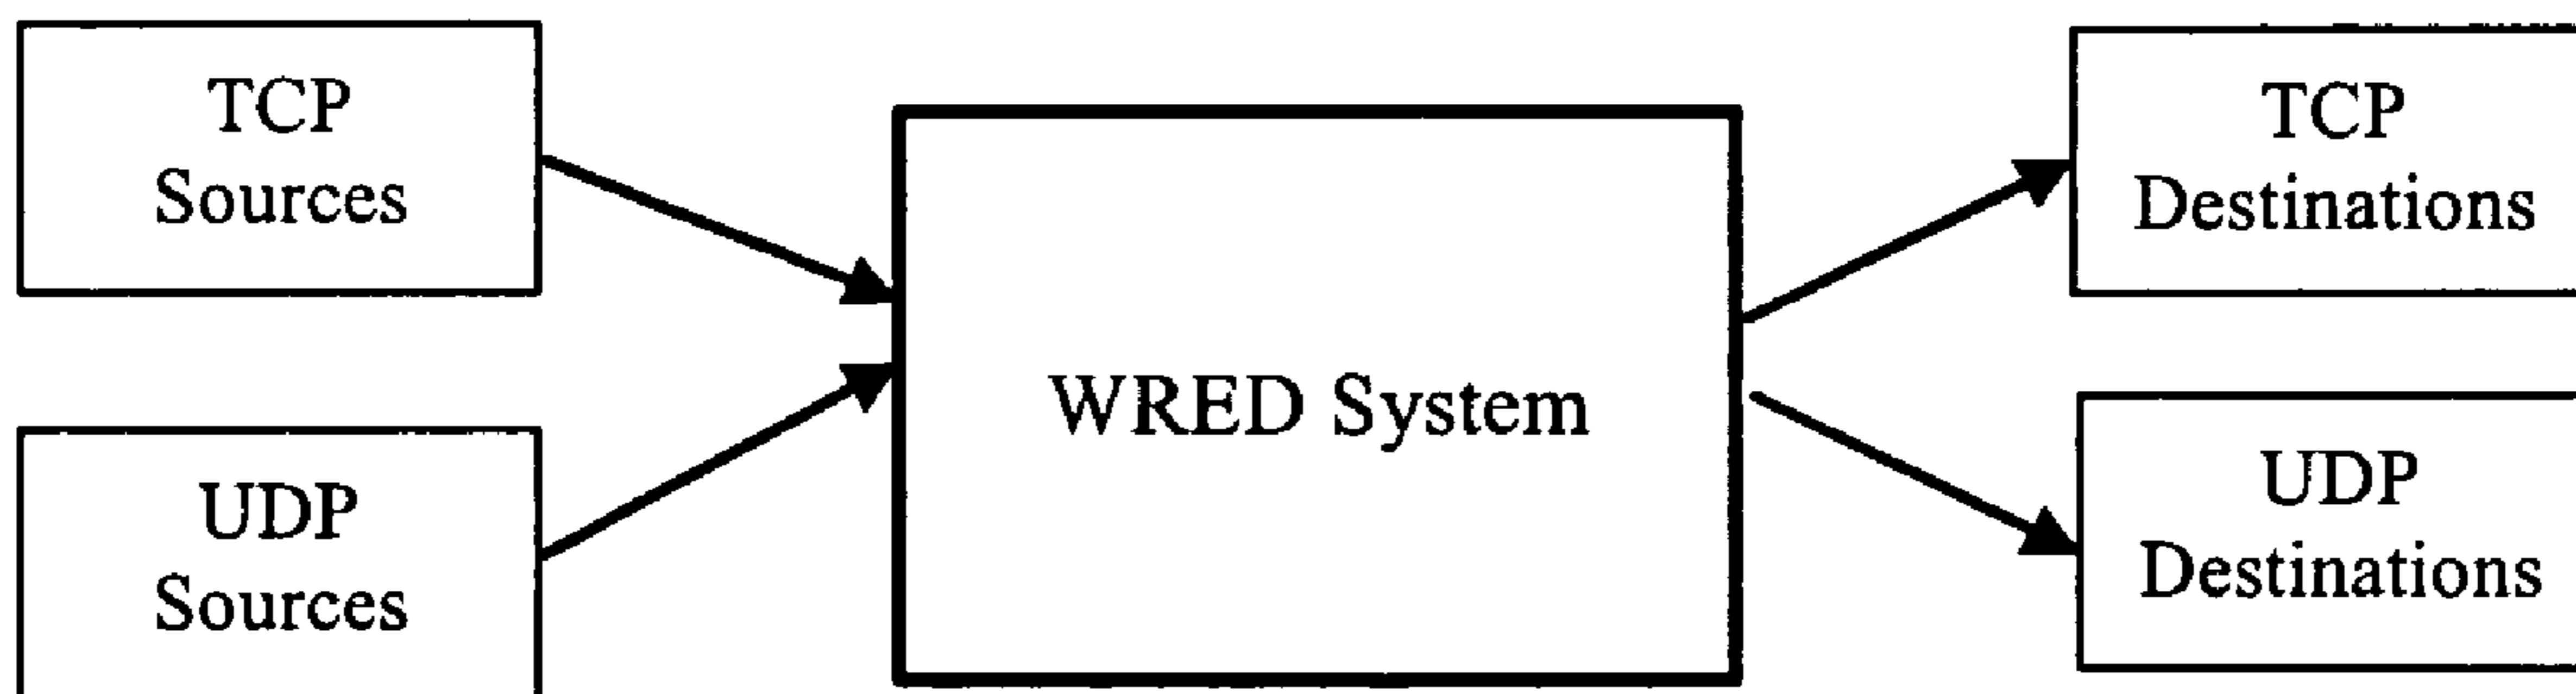 TCP
Sources
UDP
Sources
WRED System
TCP
Destinations
UDP
Destinations